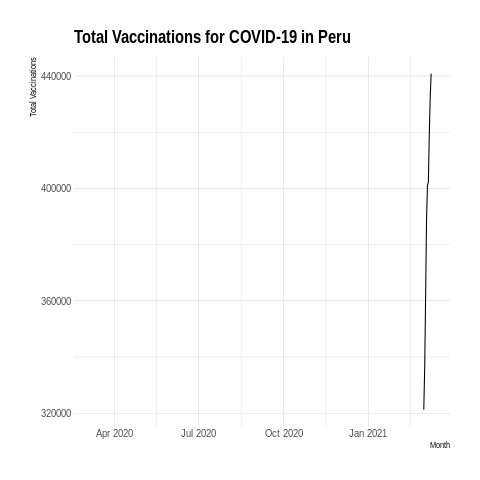 Total Vaccinations for COVID-19 in Peru
Total Vaccinations
440000
400000
360000
320000
Apr 2020 Jul 2020 Oct 2020 Jan 2021
Month